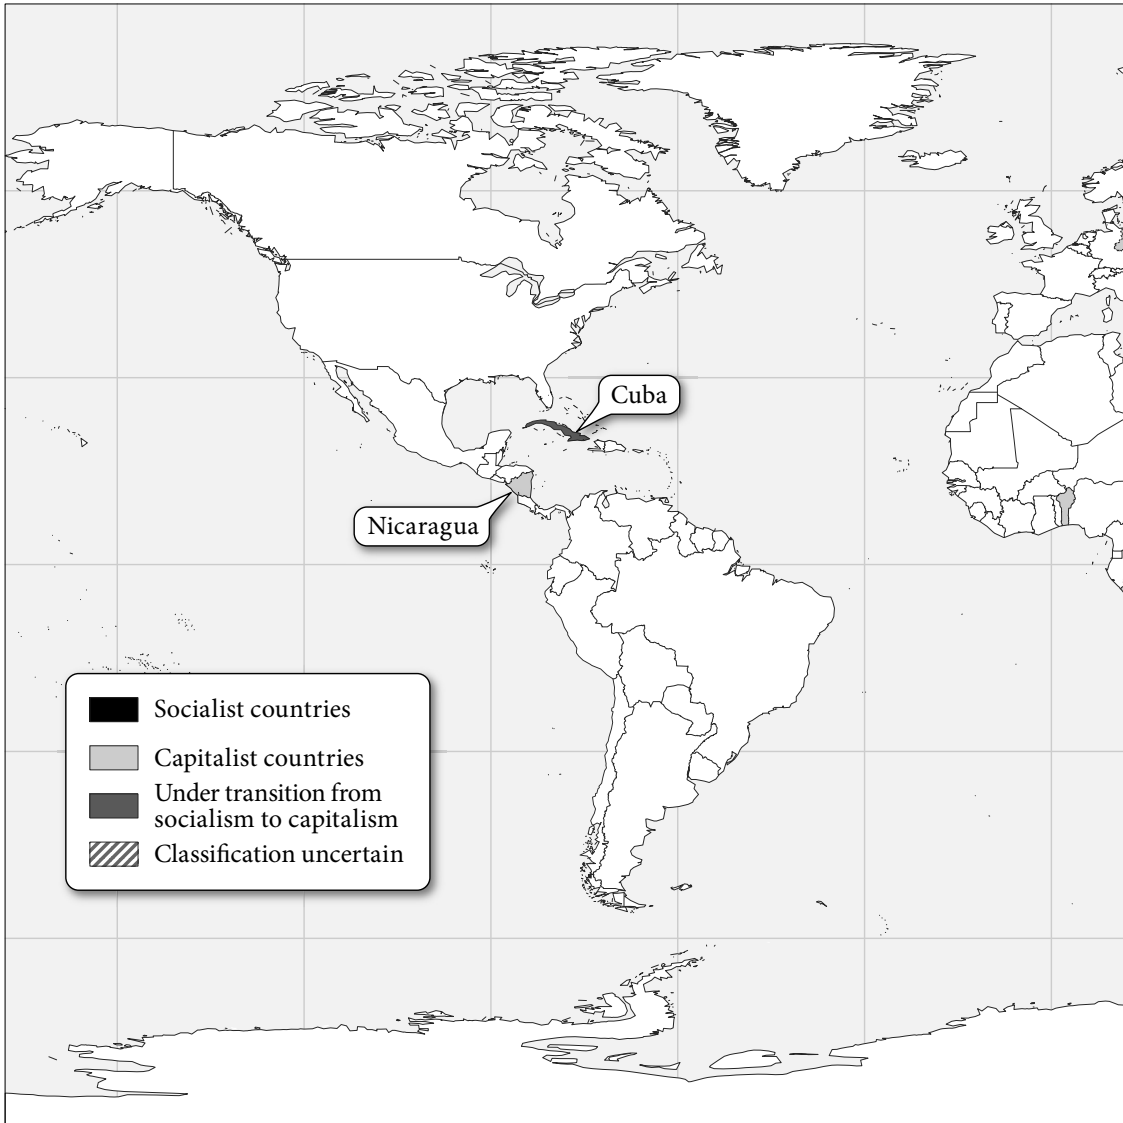 Cuba
Nicaragua
Socialist countries
Capitalist countries
Under transition from
socialism to capitalism
Classification uncertain